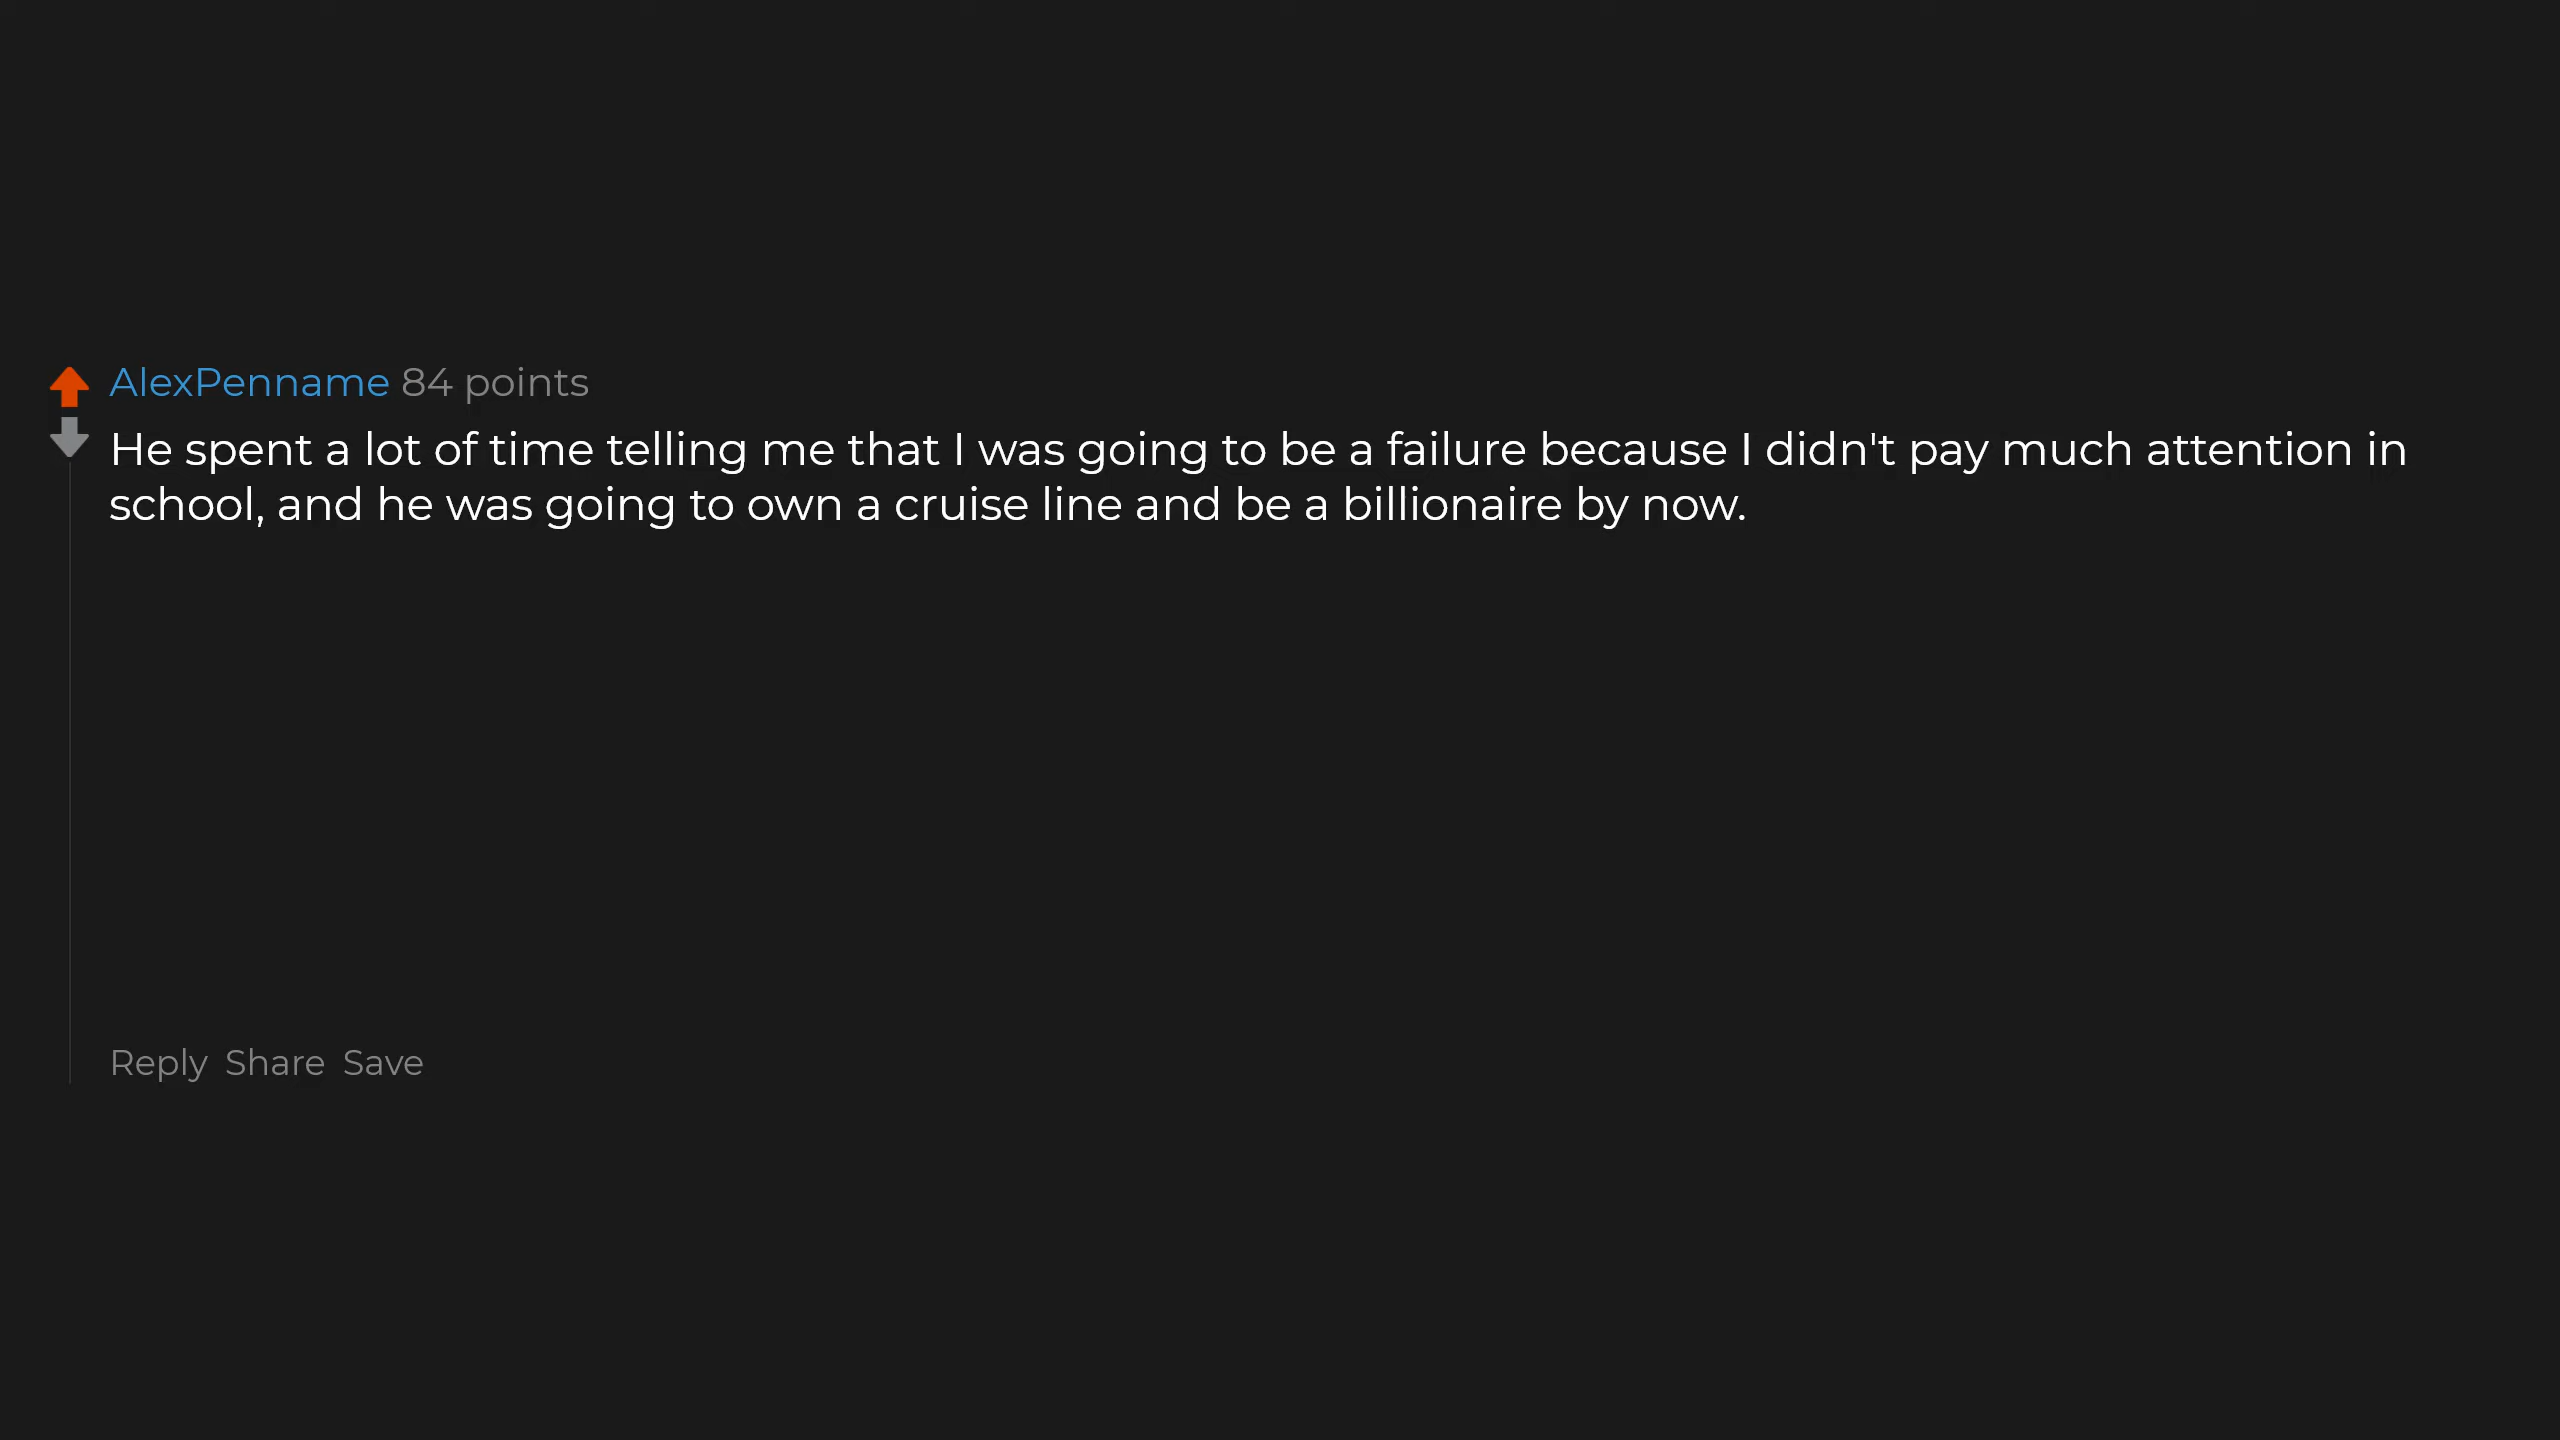 AlexPenname 84 points
He spent a lot of time telling me that I was going to be a failure because I didn't pay much attention in
school, and he was going to own a cruise line and be a billionaire by now.
Reply Share Save